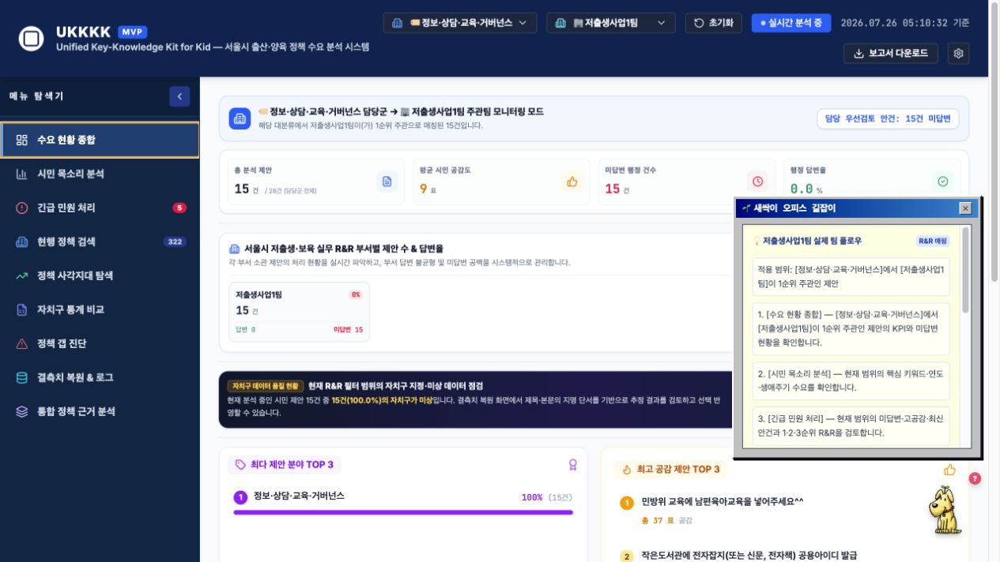 UKKKK MVP
Unified Key-Knowledge Kit for Kid — 서울시 출산·양육 정책 수요 분석 시스템
정보·상담·교육·거버넌스
저출생사업1팀
초기화
실시간 분석 중
2026.07.26 05:10:32 기준
보고서 다운로드
메뉴 탐색기
수요 현황 종합
시민 목소리 분석
긴급 민원 처리 5
현행 정책 검색 322
정책 사각지대 탐색
자치구 통계 비교
정책 갭 진단
결측치 복원 & 로그
통합 정책 근거 분석
정보·상담·교육·거버넌스 담당군 → 저출생사업1팀 주관팀 모니터링 모드
해당 대분류에서 저출생사업1팀이(가) 1순위 주관으로 매칭된 15건입니다.
담당 우선검토 안건: 15건 미답변
총 분석 제안
15 건 / 28건 (담당군 전체)
평균 시민 공감도
9 표
미답변 행정 건수
15 건
행정 답변율
0.0 %
서울시 저출생·보육 실무 R&R 부서별 제안 수 & 답변율
각 부서 소관 제안의 처리 현황을 실시간 파악하고, 부서 답변 불균형 및 미답변 공백을 시스템적으로 관리합니다.
저출생사업1팀 0%
15 건
답변 0 미답변 15
자치구 데이터 품질 현황 현재 R&R 필터 범위의 자치구 지정·미상 데이터 점검
현재 분석 중인 시민 제안 15건 중 15건(100.0%)의 자치구가 미상입니다. 결측치 복원 화면에서 제목·본문의 지명 단서를 기반으로 추정 결과를 검토하고 선택 반
영할 수 있습니다.
최다 제안 분야 TOP 3
1 정보·상담·교육·거버넌스 100% (15건)
최고 공감 제안 TOP 3
1 민방위 교육에 남편육아교육을 넣어주세요^^
총 37 표 공감
2 작은도서관에 전자잡지(또는 신문, 전자책) 공용아이디 발급
새싹이 오피스 길잡이
저출생사업1팀 실제 팀 플로우 R&R 매핑
적용 범위: [정보·상담·교육·거버넌스]에서 [저출생사업1
팀]이 1순위 주관인 제안
1. [수요 현황 종합] — [정보·상담·교육·거버넌스]에서
[저출생사업1팀]이 1순위 주관인 제안의 KPI와 미답변
현황을 확인합니다.
2. [시민 목소리 분석] — 현재 범위의 핵심 키워드·연도
·생애주기 수요를 확인합니다.
3. [긴급 민원 처리] — 현재 범위의 미답변·고공감·최신
안건과 1·2·3순위 R&R을 검토합니다.
?